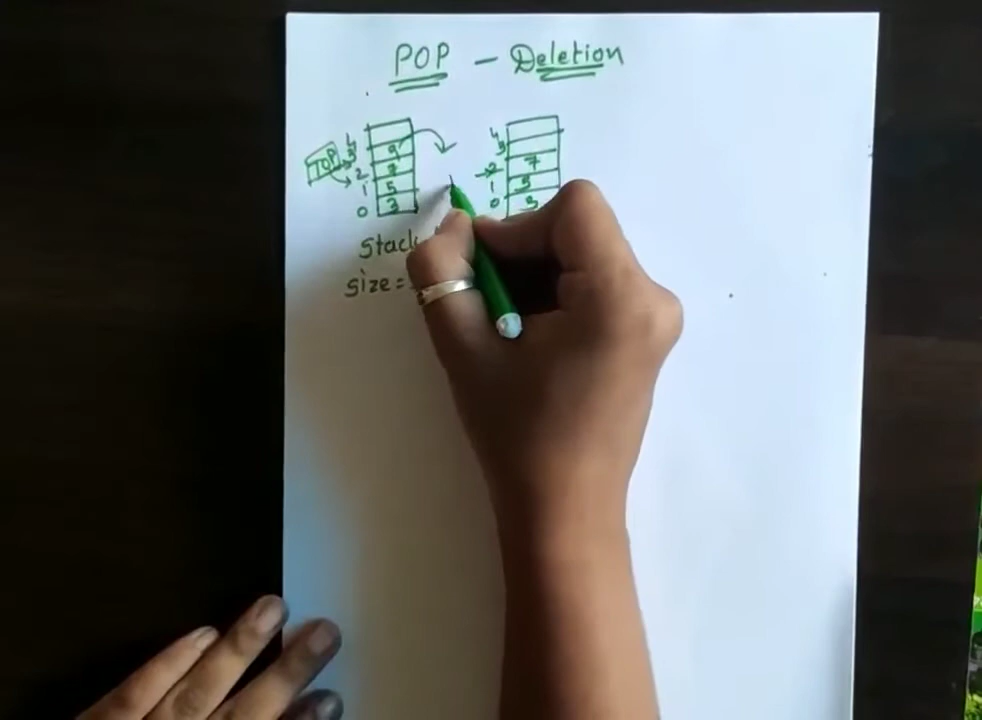 POP - Deletion
4 4
3 9 3
TOP 2 7 2 7
1 5 1 5
0 3 0 3
Stack
size =